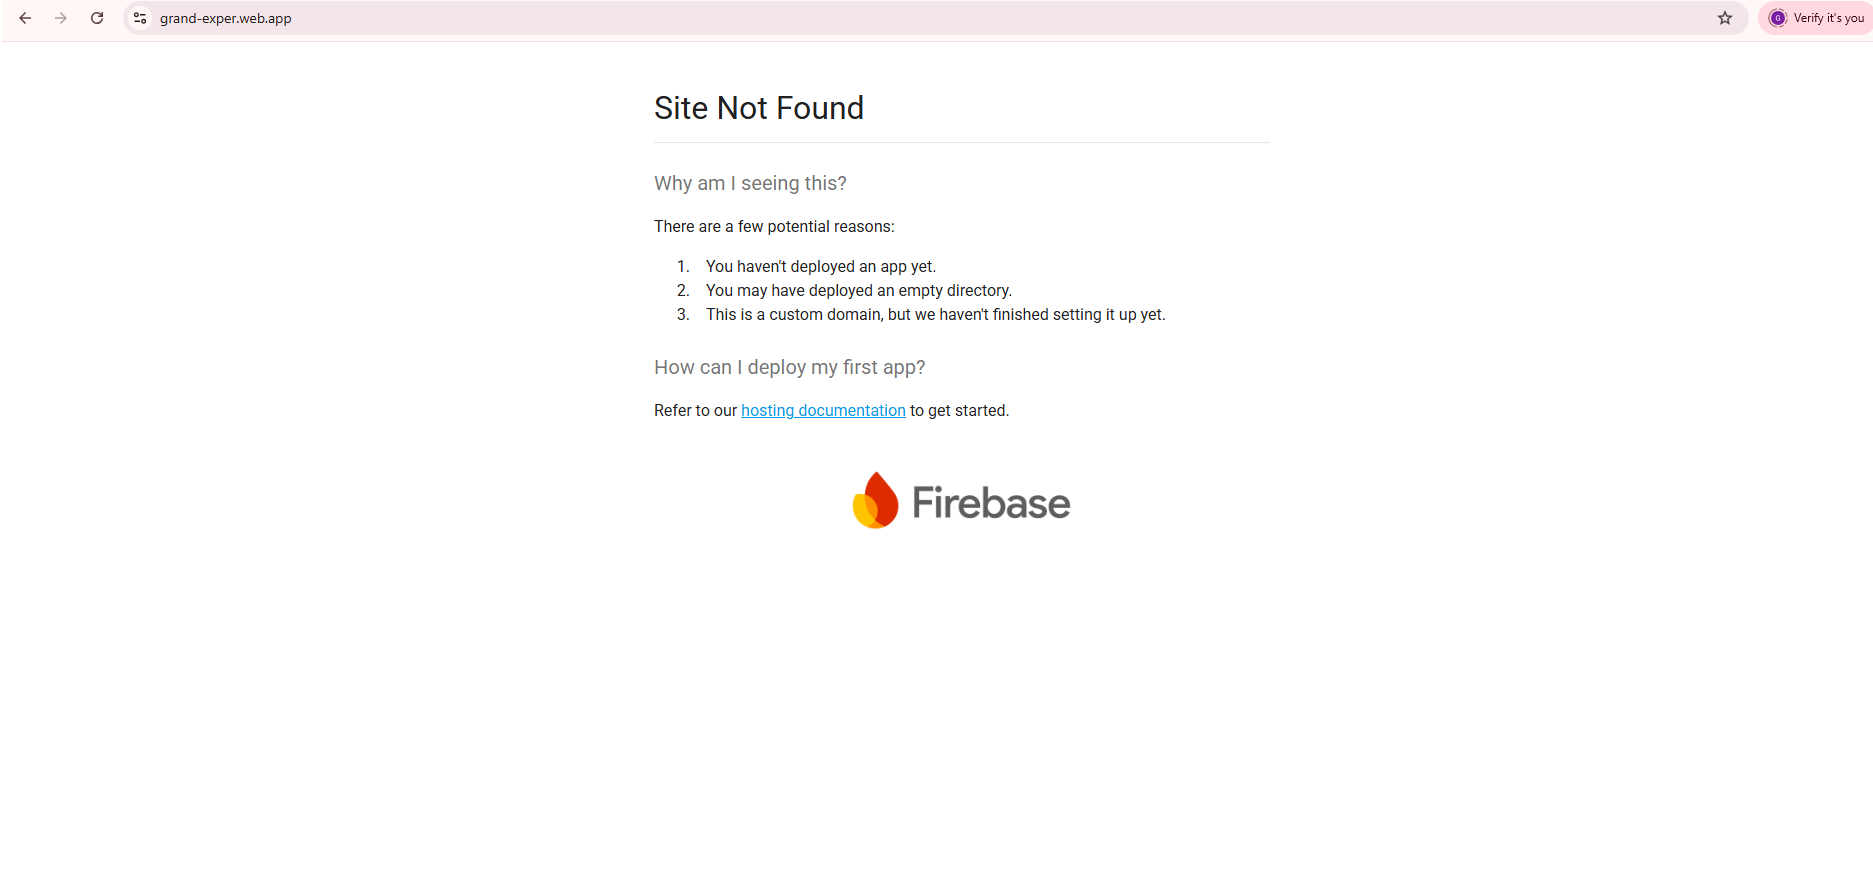 grand-exper.web.app
G
Verify it's you
Site Not Found
Why am I seeing this?
There are a few potential reasons:
1. You haven't deployed an app yet.
2. You may have deployed an empty directory.
3. This is a custom domain, but we haven't finished setting it up yet.
How can I deploy my first app?
Refer to our hosting documentation to get started.
Firebase